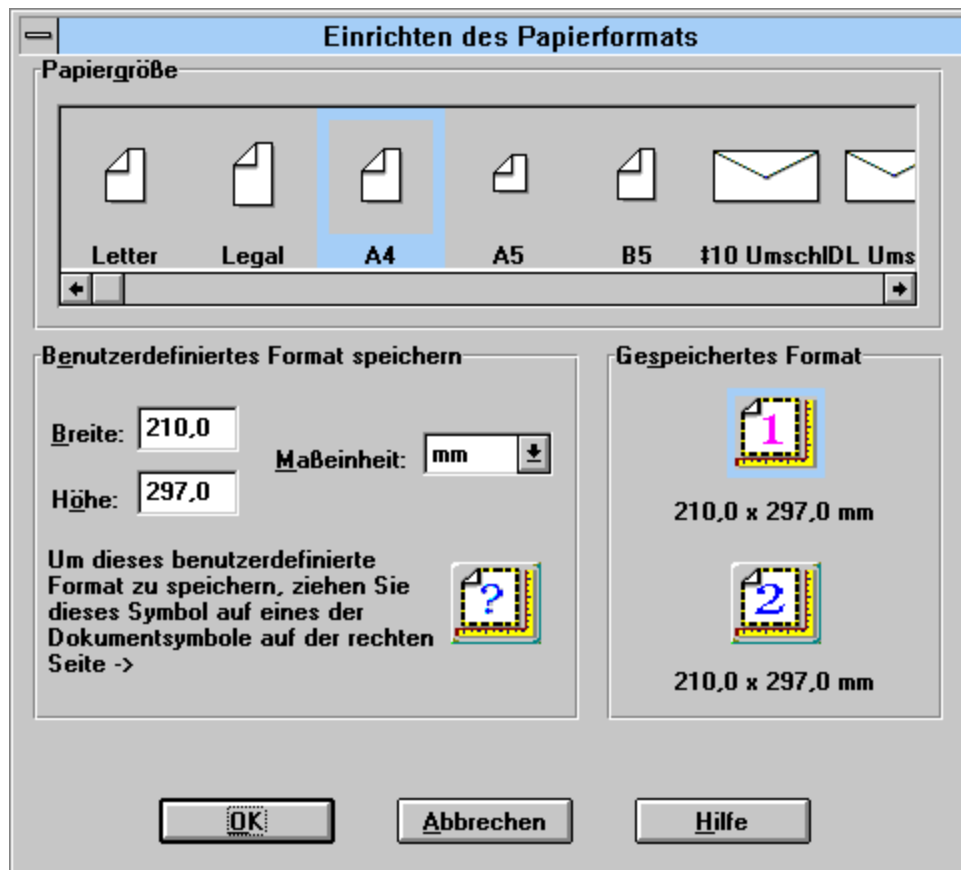 Einrichten des Papierformats
Papiergröße
Letter Legal A4 A5 B5 #10 UmschlDL Ums
Benutzerdefiniertes Format speichern
Breite: 210,0
Maßeinheit: mm
Höhe: 297,0
Um dieses benutzerdefinierte
Format zu speichern, ziehen Sie
dieses Symbol auf eines der
Dokumentsymbole auf der rechten
Seite ->
?
Gespeichertes Format
1
210,0 x 297,0 mm
2
210,0 x 297,0 mm
OK Abbrechen Hilfe